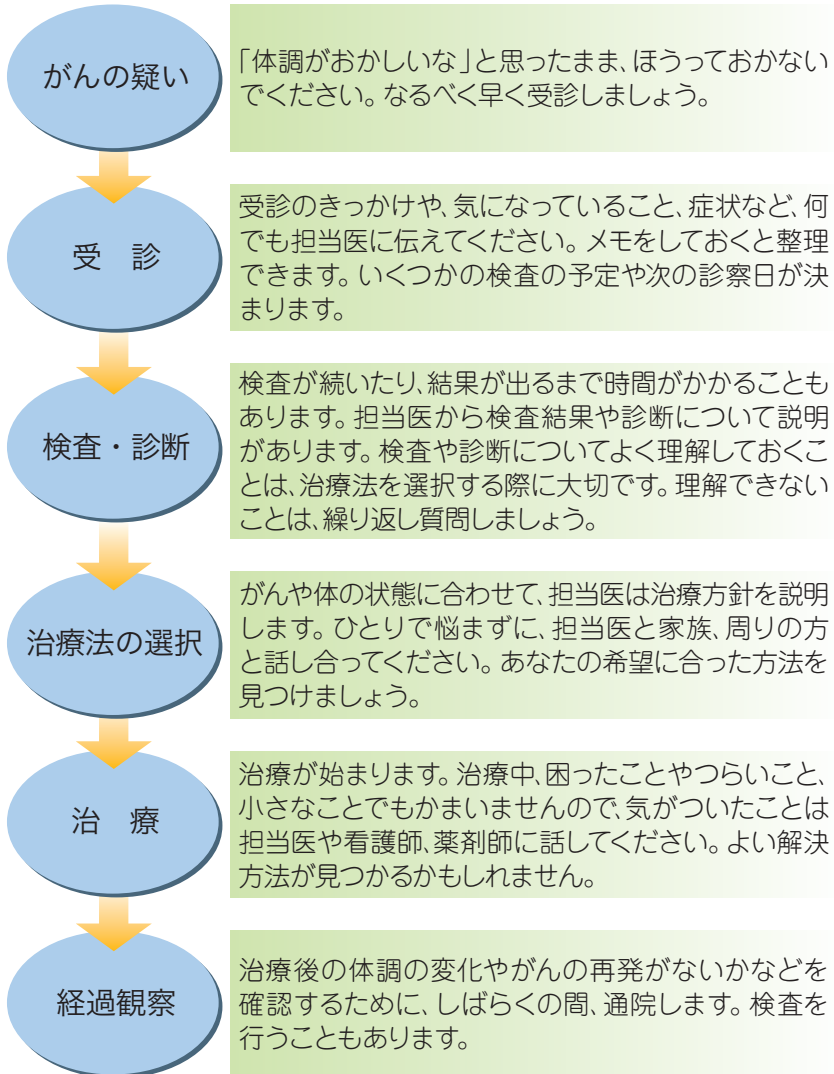 がんの疑い
「体調がおかしいな」と思ったまま、ほうっておかない
でください。なるべく早く受診しましょう。
受　診
受診のきっかけや、気になっていること、症状など、何
でも担当医に伝えてください。メモをしておくと整理
できます。いくつかの検査の予定や次の診察日が決
まります。
検査・診断
検査が続いたり、結果が出るまで時間がかかることも
あります。担当医から検査結果や診断について説明
があります。検査や診断についてよく理解しておくこ
とは、治療法を選択する際に大切です。理解できない
ことは、繰り返し質問しましょう。
治療法の選択
がんや体の状態に合わせて、担当医は治療方針を説明
します。ひとりで悩まずに、担当医と家族、周りの方
と話し合ってください。あなたの希望に合った方法を
見つけましょう。
治　療
治療が始まります。治療中、困ったことやつらいこと、
小さなことでもかまいませんので、気がついたことは
担当医や看護師、薬剤師に話してください。よい解決
方法が見つかるかもしれません。
経過観察
治療後の体調の変化やがんの再発がないかなどを
確認するために、しばらくの間、通院します。検査を
行うこともあります。